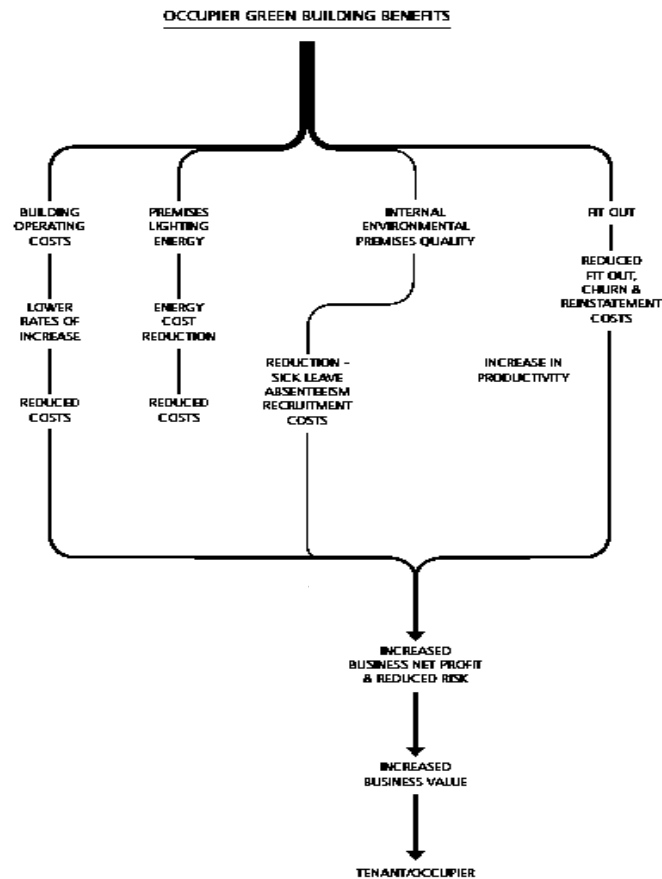 OCCUPIER GREEN BUILDING BENEFITS
BUILDING
OPERATING
COSTS
PREMISES
LIGHTING
ENERGY
INTERNAL
ENVIRONMENTAL
PREMISES QUALITY
FIT OUT
REDUCED
FIT OUT,
CHURN &
REINSTATEMENT
COSTS
LOWER
RATES OF
INCREASE
ENERGY
COST
REDUCTION
REDUCTION –
SICK LEAVE
ABSENTEEISM
RECRUITMENT
COSTS
INCREASE IN
PRODUCTIVITY
REDUCED
COSTS
REDUCED
COSTS
INCREASED
BUSINESS NET PROFIT
& REDUCED RISK
INCREASED
BUSINESS VALUE
TENANT/OCCUPIER